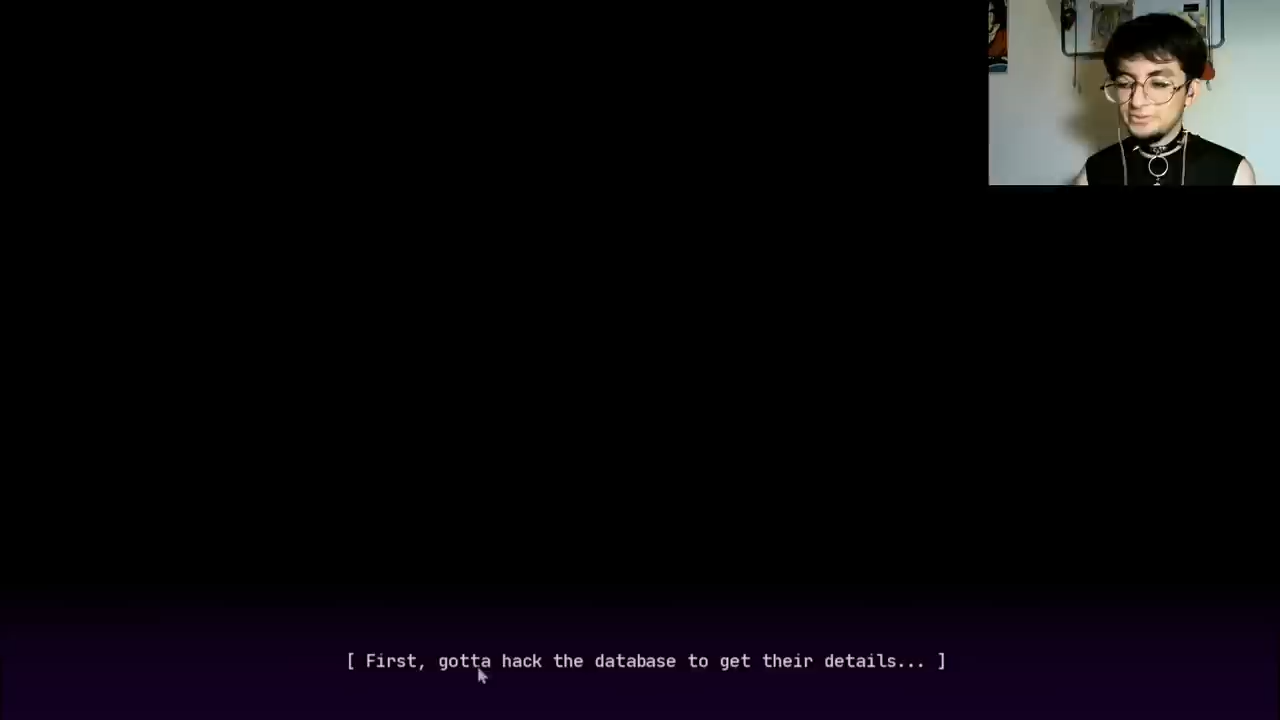 [ First, gotta hack the database to get their details... ]